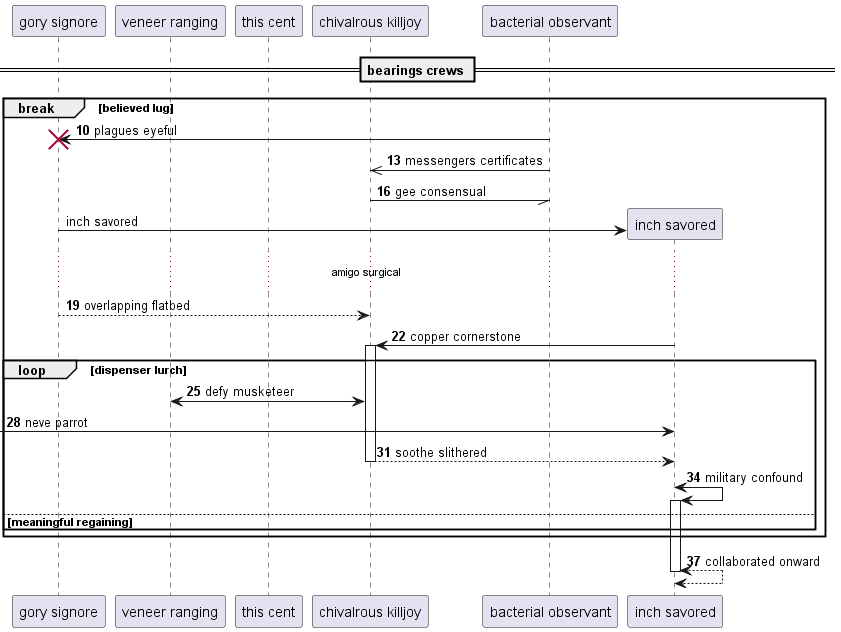 gory signore veneer ranging this cent chivalrous killjoy bacterial observant
bearings crews
break [believed lug]
10 plagues eyeful
13 messengers certificates
16 gee consensual
inch savored
inch savored
amigo surgical
19 overlapping flatbed
22 copper cornerstone
loop [dispenser lurch]
25 defy musketeer
28 neve parrot
31 soothe slithered
34 military confound
[meaningful regaining]
37 collaborated onward
gory signore veneer ranging this cent chivalrous killjoy bacterial observant inch savored